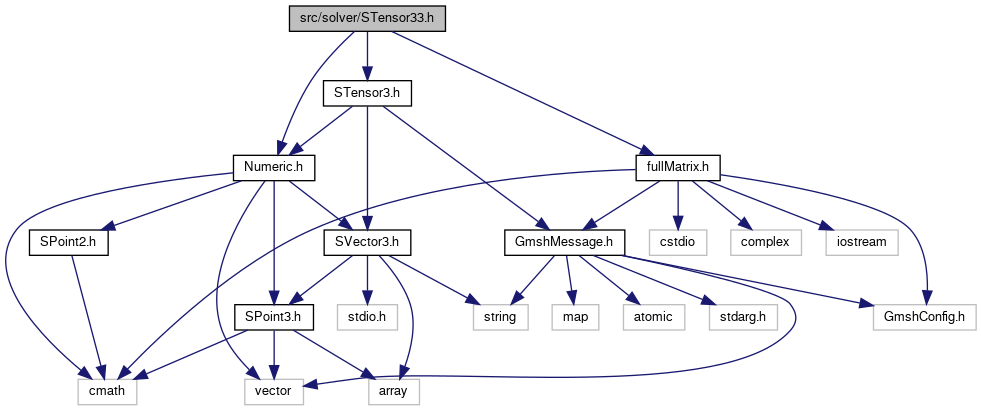 src/solver/STensor33.h
STensor3.h
Numeric.h
fullMatrix.h
SPoint2.h
SVector3.h
GmshMessage.h
cstdio
complex
iostream
SPoint3.h
stdio.h
string
map
atomic
stdarg.h
GmshConfig.h
cmath
vector
array